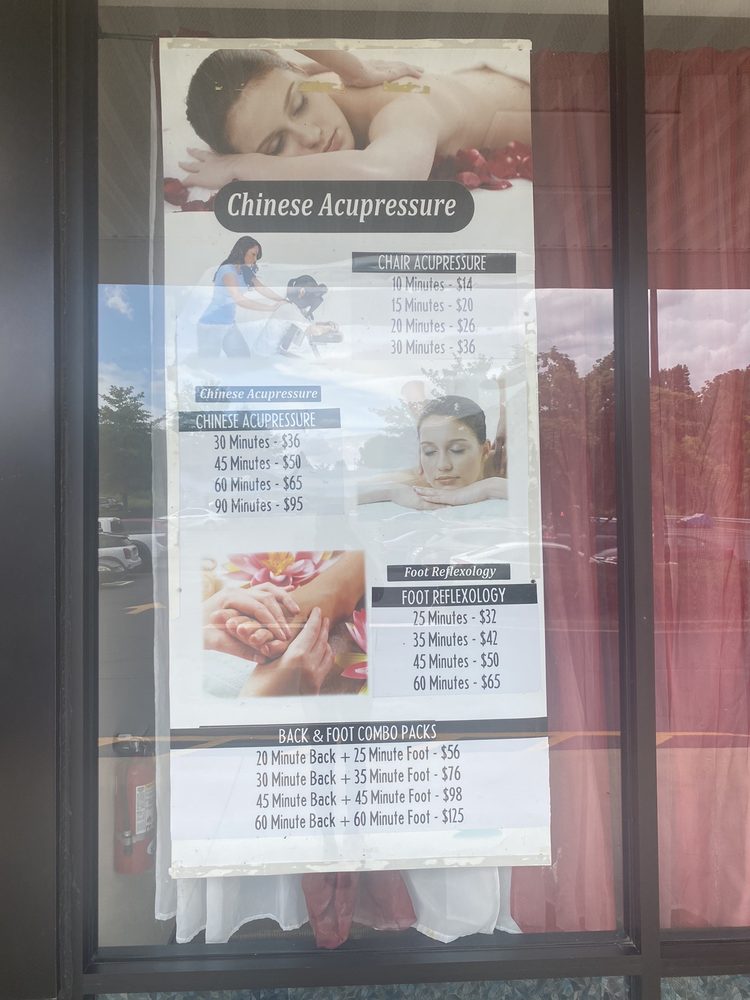 Chinese Acupressure
CHAIR ACUPRESSURE
10 Minutes - $14
15 Minutes - $20
20 Minutes - $26
30 Minutes - $36
Chinese Acupressure
CHINESE ACUPRESSURE
30 Minutes - $36
45 Minutes - $50
60 Minutes - $65
90 Minutes - $95
Foot Reflexology
FOOT REFLEXOLOGY
25 Minutes - $32
35 Minutes - $42
45 Minutes - $50
60 Minutes - $65
BACK & FOOT COMBO PACKS
20 Minute Back + 25 Minute Foot - $56
30 Minute Back + 35 Minute Foot - $76
45 Minute Back + 45 Minute Foot - $98
60 Minute Back + 60 Minute Foot - $125